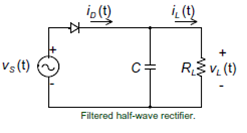 iD(t)
iL(t)
+
vS(t)
-
C
RL
+
vL(t)
-
Filtered half-wave rectifier.